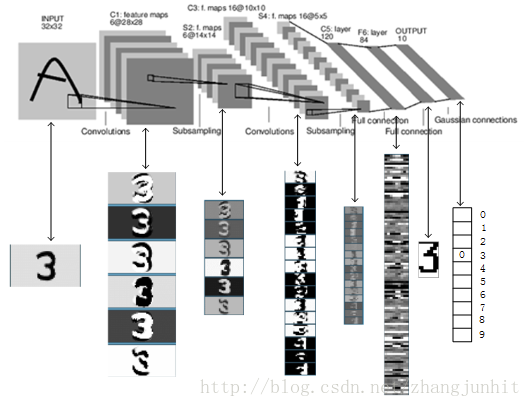 INPUT
32x32
C1: feature maps
6@28x28
S2: f. maps
6@14x14
C3: f. maps 16@10x10
S4: f. maps 16@5x5
C5: layer
120
F6: layer
84
OUTPUT
10
A
Convolutions
Subsampling
Convolutions
Subsampling
Full connection
Full connection
Gaussian connections
3
0
0
1
2
3
4
5
6
7
8
9
3
http://blog.csdn.net/zhangjunhit